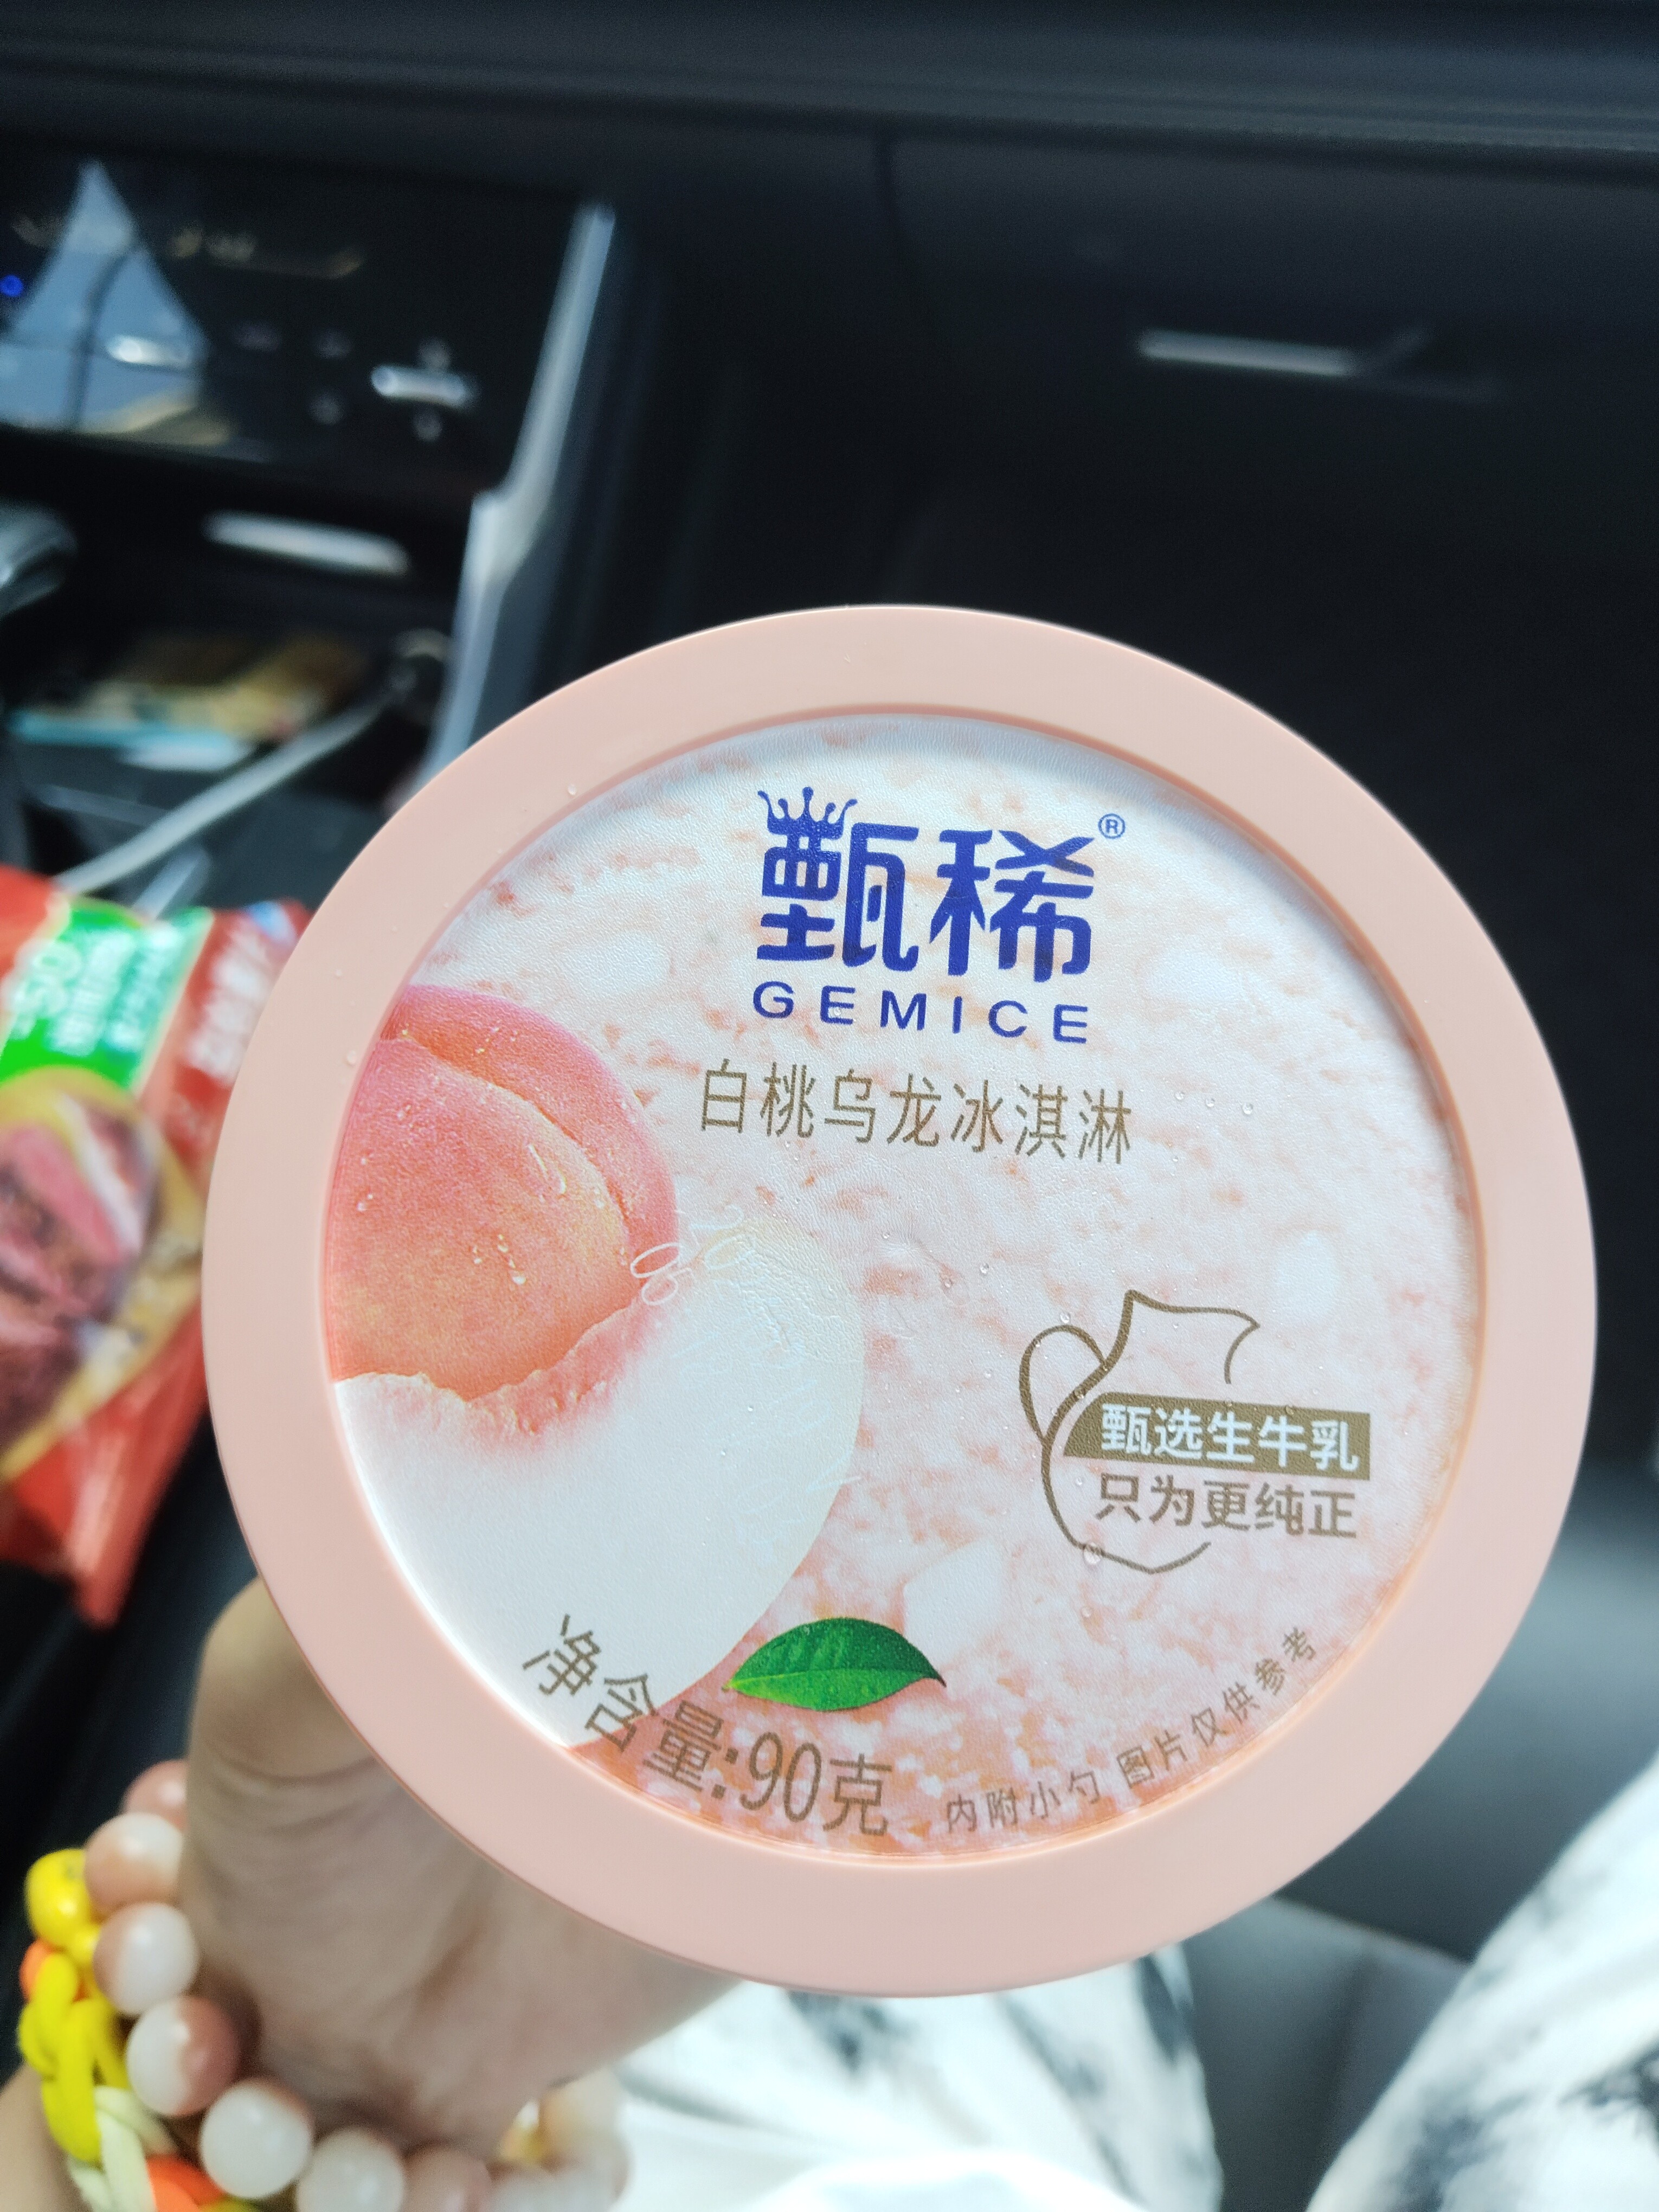 甄稀®
GEMICE
白桃乌龙冰淇淋
甄选生牛乳
只为更纯正
净含量:90克
内附小勺 图片仅供参考